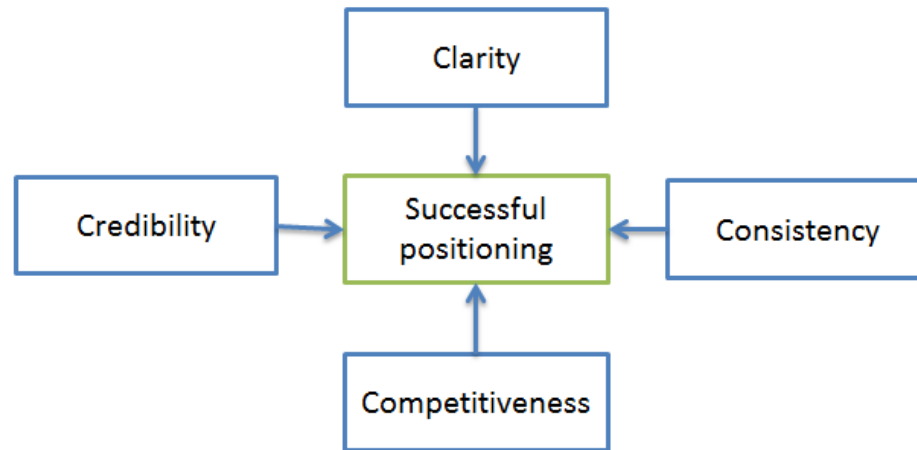 Clarity
Credibility
Successful
positioning
Consistency
Competitiveness